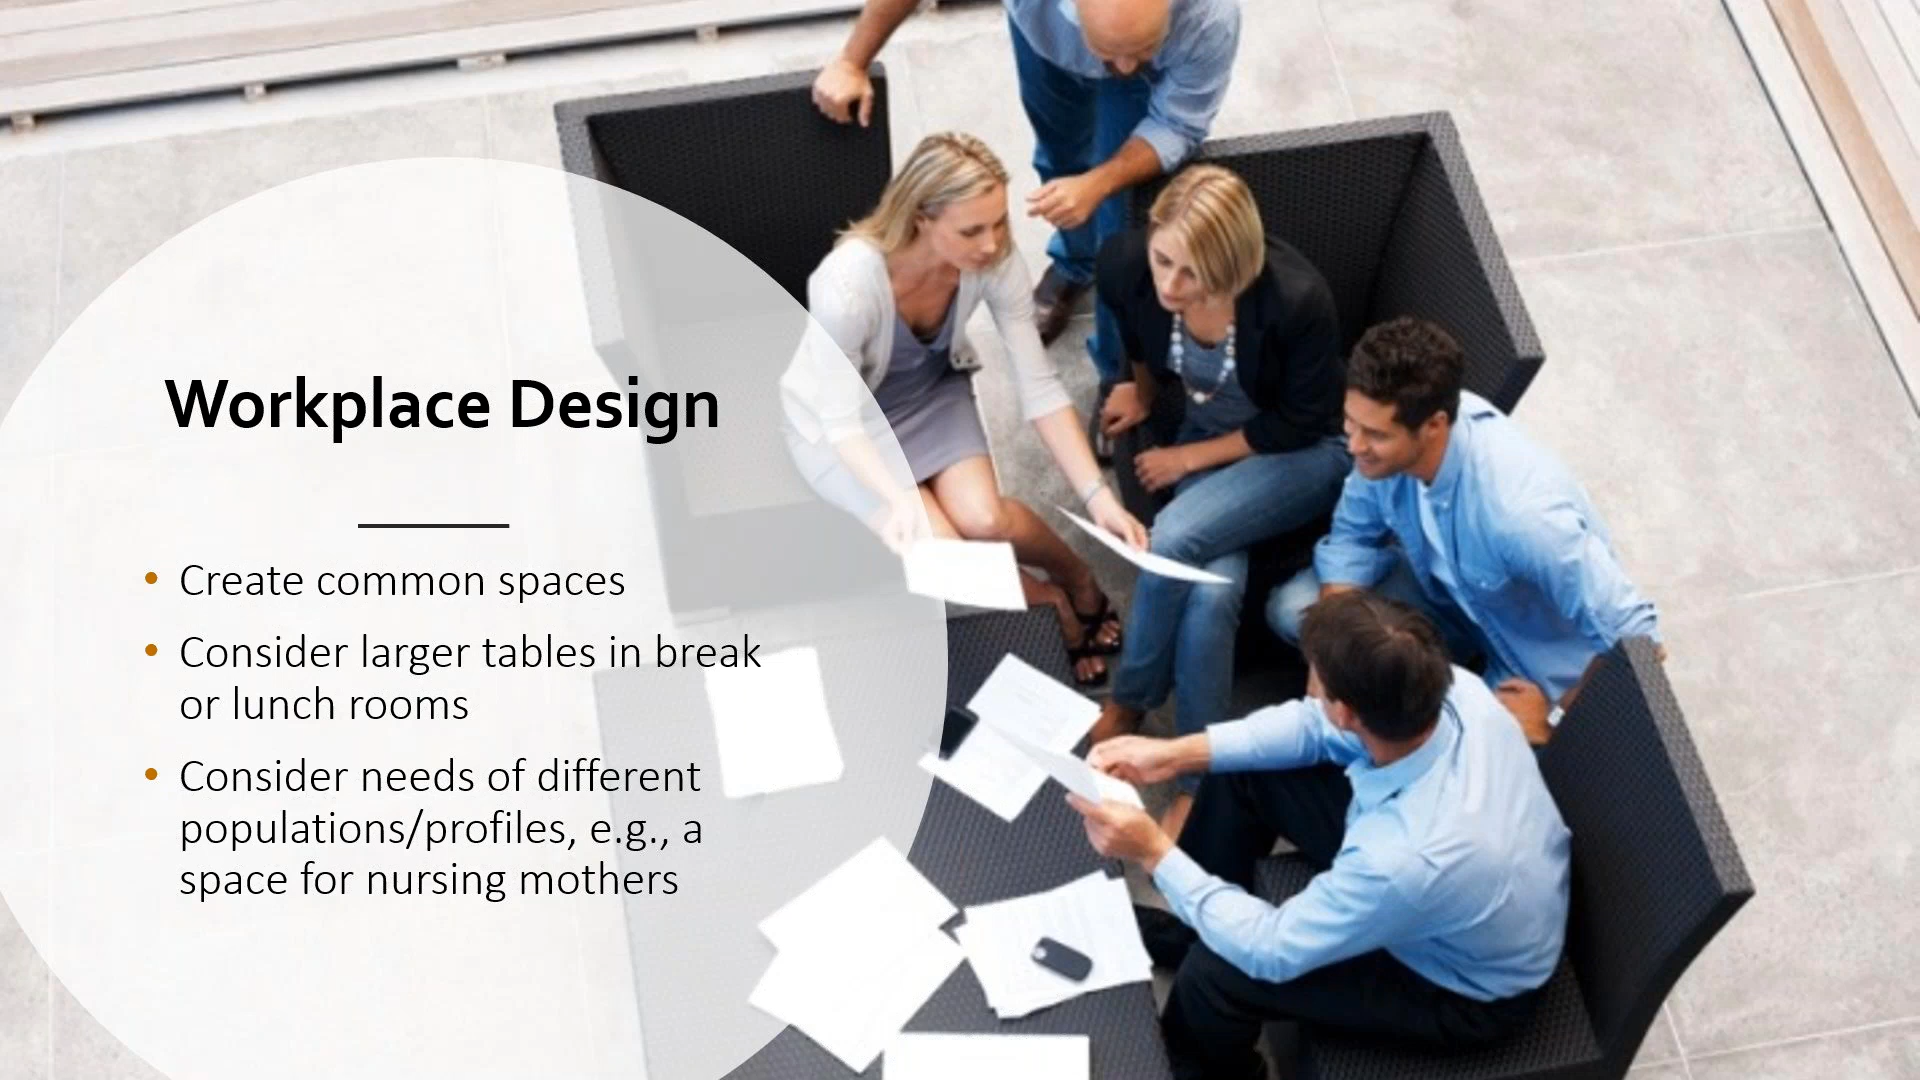 Workplace Design
• Create common spaces
• Consider larger tables in break
or lunch rooms
• Consider needs of different
populations/profiles, e.g., a
space for nursing mothers